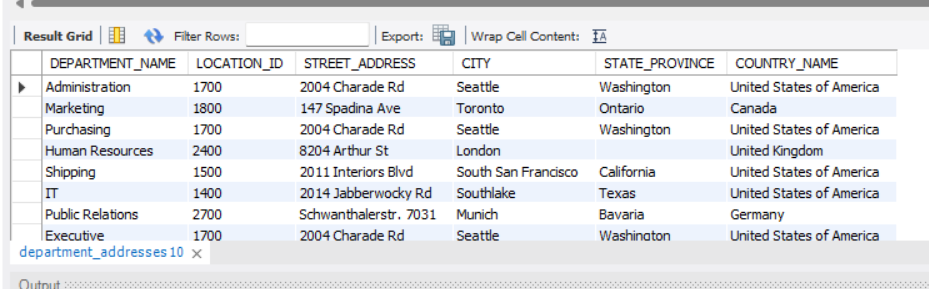 Result Grid Filter Rows: Export: Wrap Cell Content:
DEPARTMENT_NAME LOCATION_ID STREET_ADDRESS CITY STATE_PROVINCE COUNTRY_NAME
Administration 1700 2004 Charade Rd Seattle Washington United States of America
Marketing 1800 147 Spadina Ave Toronto Ontario Canada
Purchasing 1700 2004 Charade Rd Seattle Washington United States of America
Human Resources 2400 8204 Arthur St London United Kingdom
Shipping 1500 2011 Interiors Blvd South San Francisco California United States of America
IT 1400 2014 Jabberwocky Rd Southlake Texas United States of America
Public Relations 2700 Schwanthalerstr. 7031 Munich Bavaria Germany
Executive 1700 2004 Charade Rd Seattle Washington United States of America
department_addresses10
Output